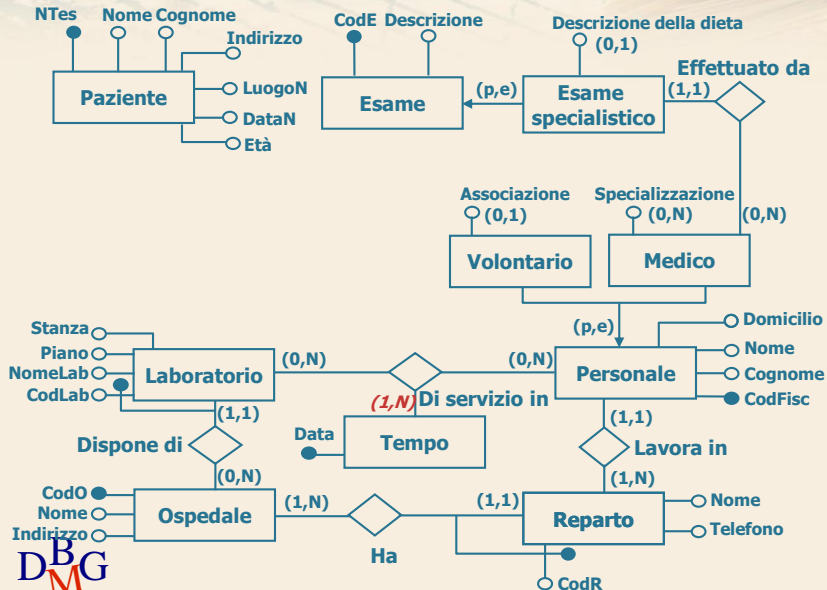 NTes
Nome Cognome
Indirizzo
Paziente
LuogoN
DataN
Età
CodE Descrizione
Esame
(p,e)
Descrizione della dieta
(0,1)
Esame
specialistico
(1,1)
Effettuato da
(0,N)
Associazione
(0,1)
Volontario
Specializzazione
(0,N)
Medico
(p,e)
Domicilio
Nome
Cognome
CodFisc
Personale
(0,N)
(1,1)
Stanza
Piano
NomeLab
CodLab
Laboratorio
(0,N)
(1,1)
(1,N)
Di servizio in
Data
Tempo
Dispone di
(0,N)
Lavora in
(1,N)
CodO
Nome
Indirizzo
Ospedale
(1,N)
Ha
(1,1)
Reparto
Nome
Telefono
CodR
DBMG